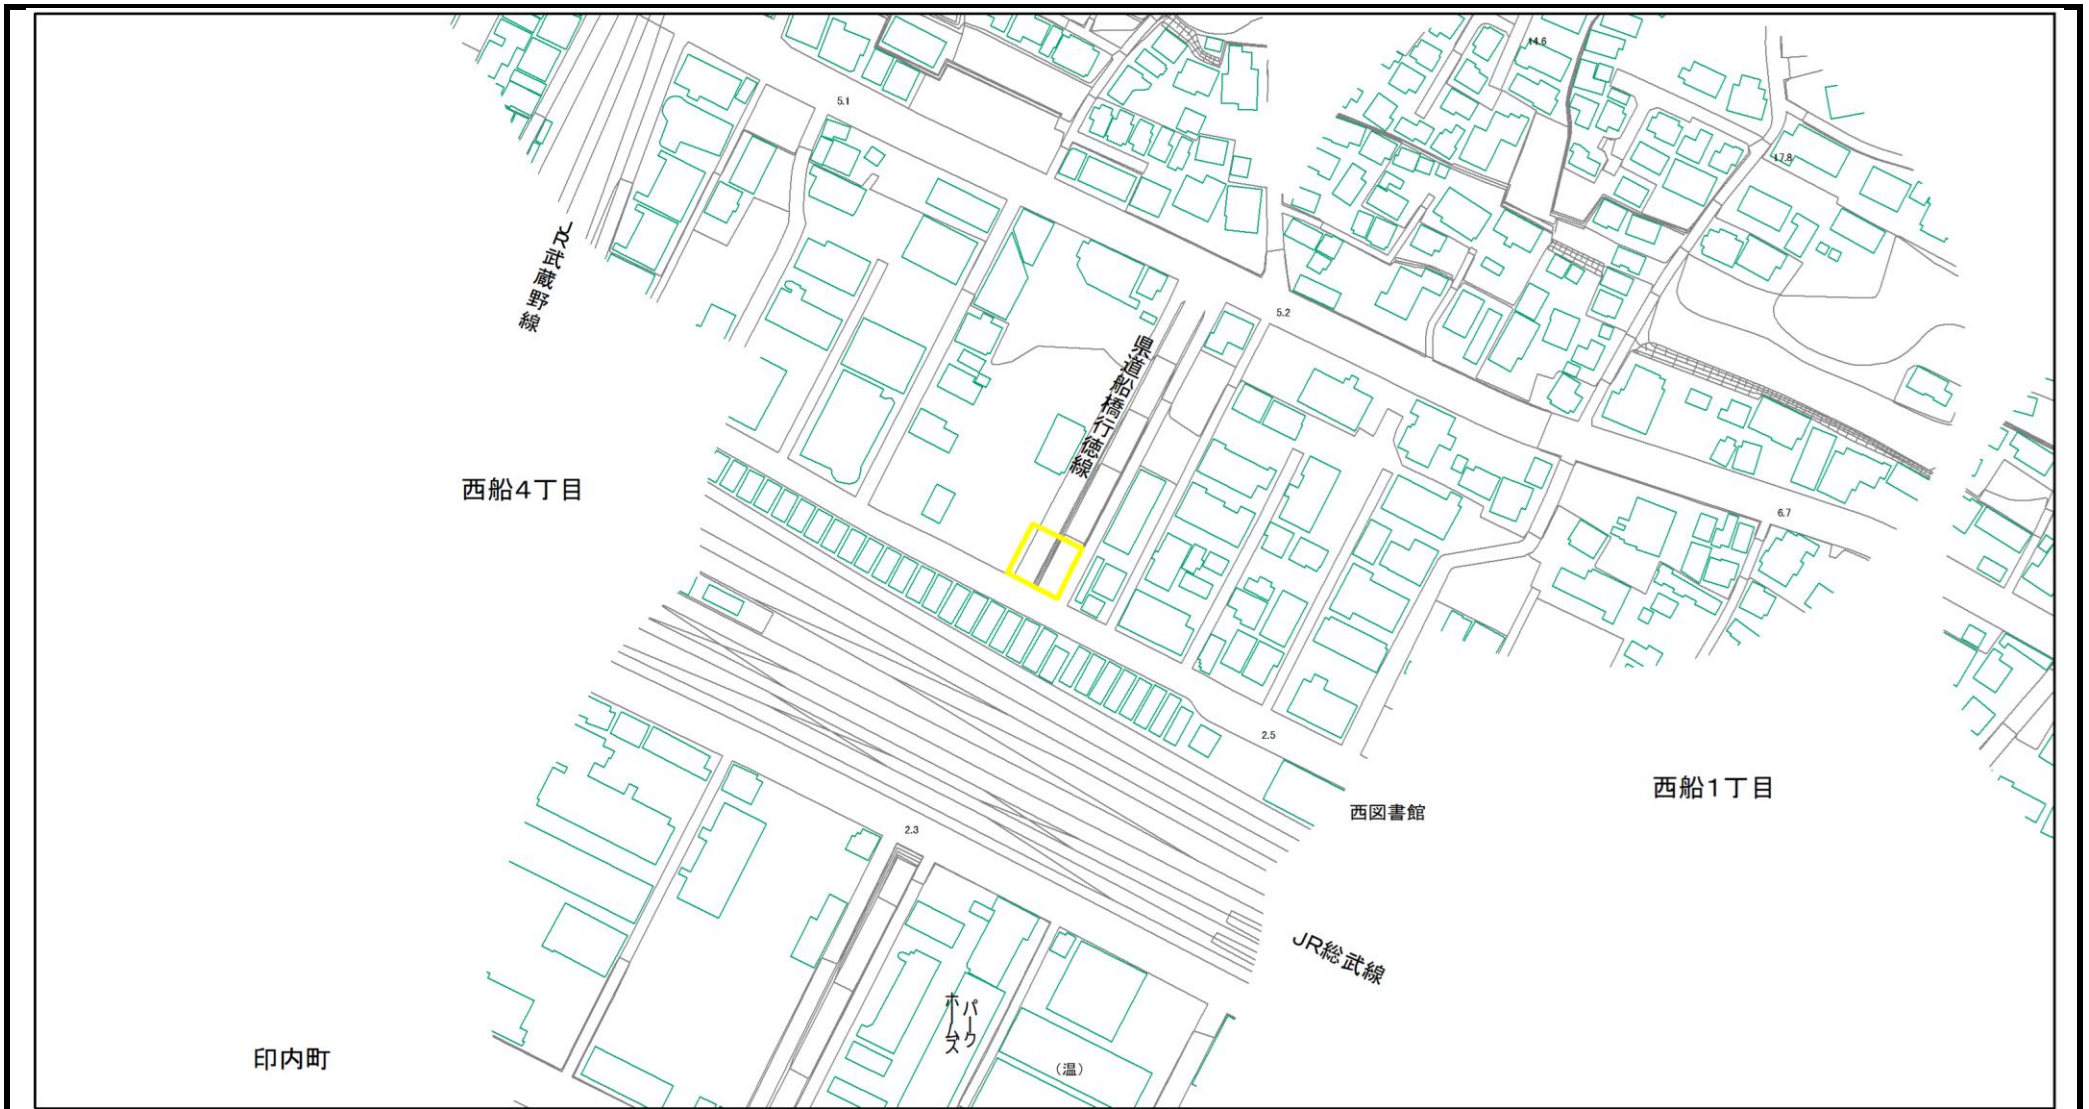 14.6
5.1
17.8
JR武蔵野線
5.2
県道船橋行徳線
西船4丁目
6.7
2.5
西船1丁目
西図書館
2.3
JR総武線
パーク
ホームズ
印内町
（温）